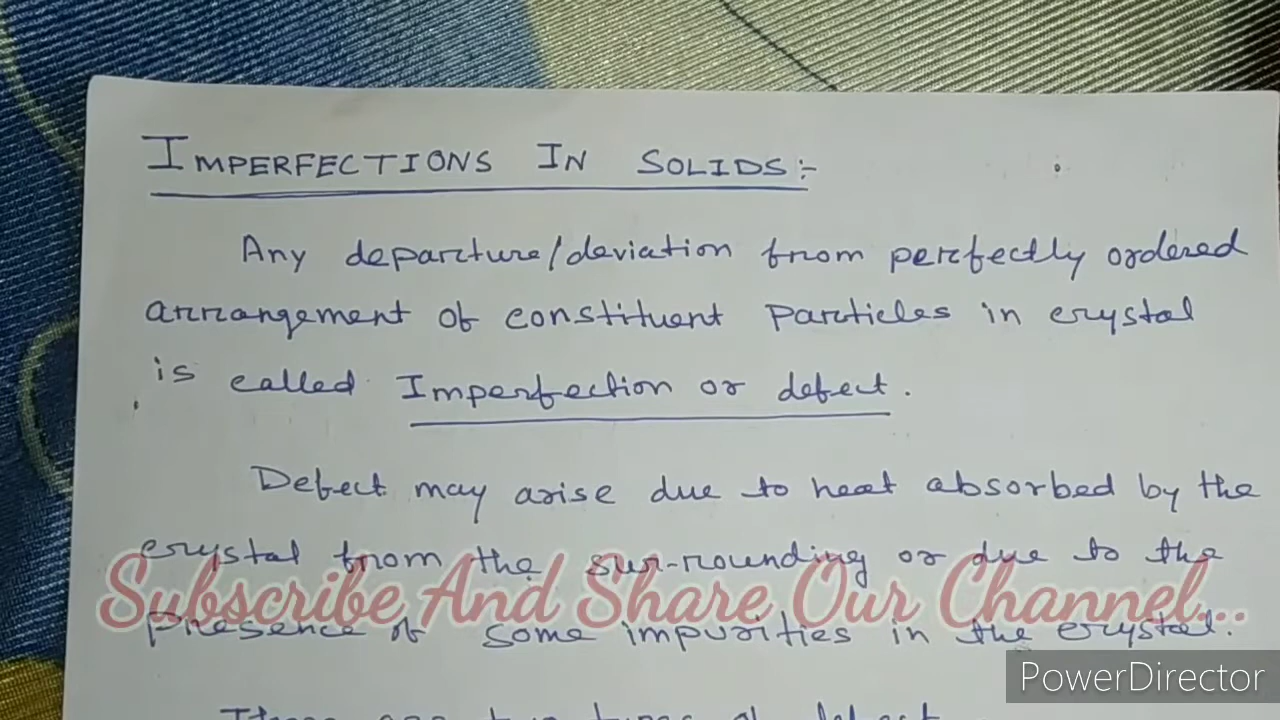 IMPERFECTIONS IN SOLIDS:-
Any departure/deviation from perfectly ordered
arrangement of constituent particles in crystal
is called Imperfection or defect.
Defect may arise due to heat absorbed by the
crystal from the sur-rounding or due to the
Subscribe And Share Our Channel...
presence of some impurities in the crystal.
PowerDirector